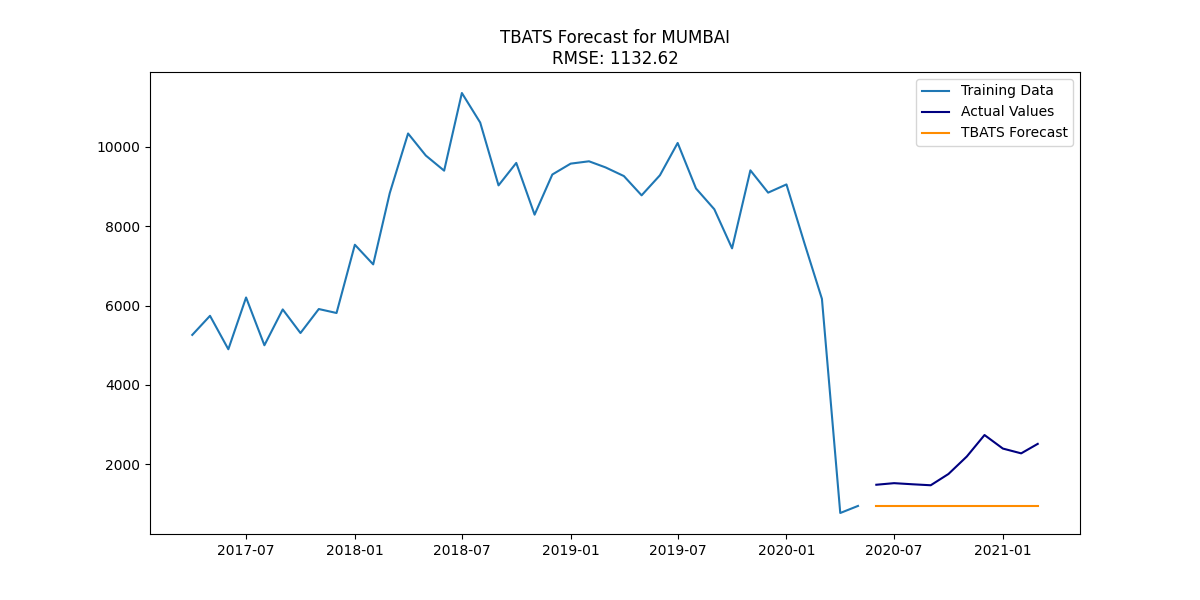 TBATS Forecast for MUMBAI
RMSE: 1132.62
Training Data
Actual Values
TBATS Forecast
10000
8000
6000
4000
2000
2017-07
2018-01
2018-07
2019-01
2019-07
2020-01
2020-07
2021-01